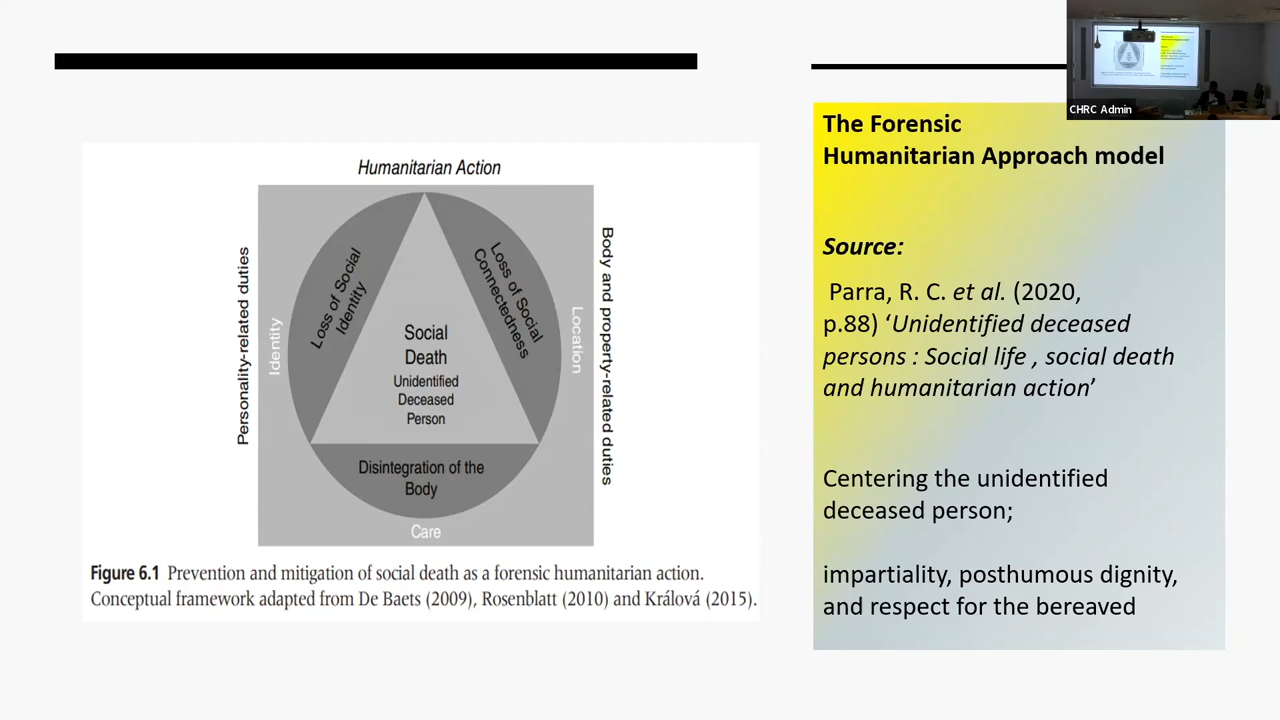 Humanitarian Action
Personality-related duties
Identity
Loss of Social
Identity
Loss of Social
Connectedness
Location
Body and property-related duties
Social
Death
Unidentified
Deceased
Person
Disintegration of the
Body
Care
Figure 6.1 Prevention and mitigation of social death as a forensic humanitarian action.
Conceptual framework adapted from De Baets (2009), Rosenblatt (2010) and Králová (2015).
CHRC Admin
The Forensic
Humanitarian Approach model
Source:
Parra, R. C. et al. (2020,
p.88) ‘Unidentified deceased
persons : Social life , social death
and humanitarian action’
Centering the unidentified
deceased person;
impartiality, posthumous dignity,
and respect for the bereaved